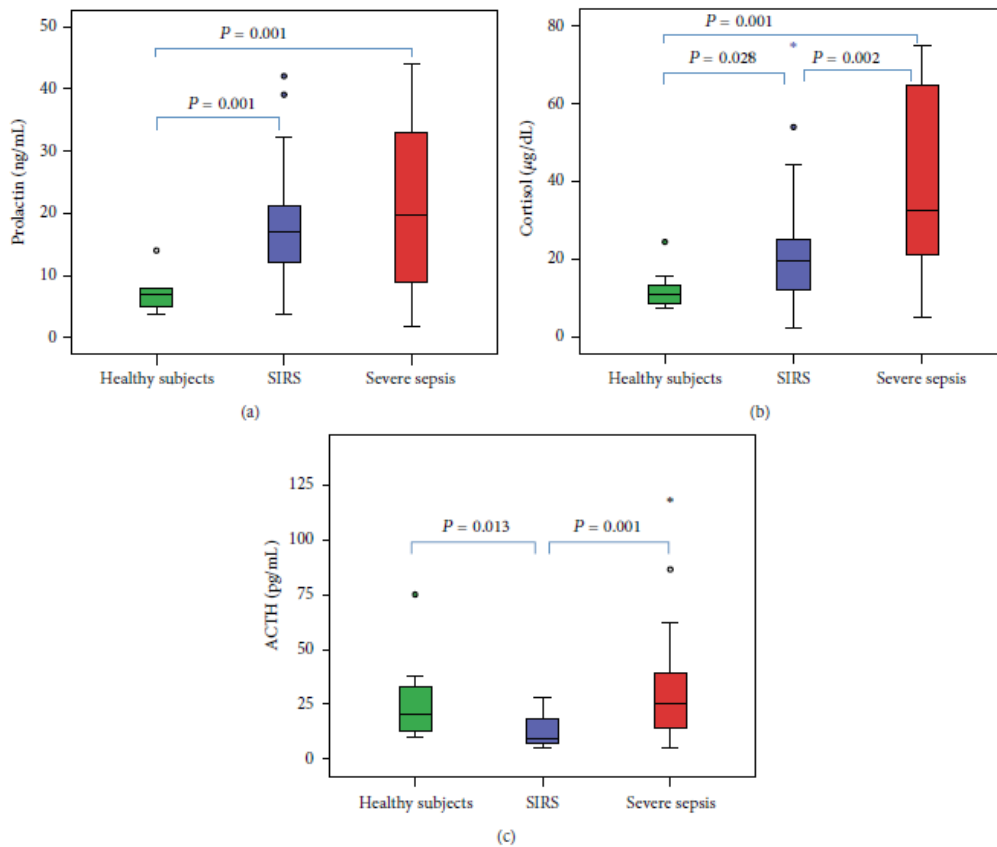 50
40
30
20
10
0
Prolactin (ng/mL)
P = 0.001
P = 0.001
Healthy subjects
SIRS
Severe sepsis
(a)
80
60
40
20
0
Cortisol (μg/dL)
P = 0.001
P = 0.028
P = 0.002
*
Healthy subjects
SIRS
Severe sepsis
(b)
125
100
75
50
25
0
ACTH (pg/mL)
P = 0.013
P = 0.001
*
Healthy subjects
SIRS
Severe sepsis
(c)